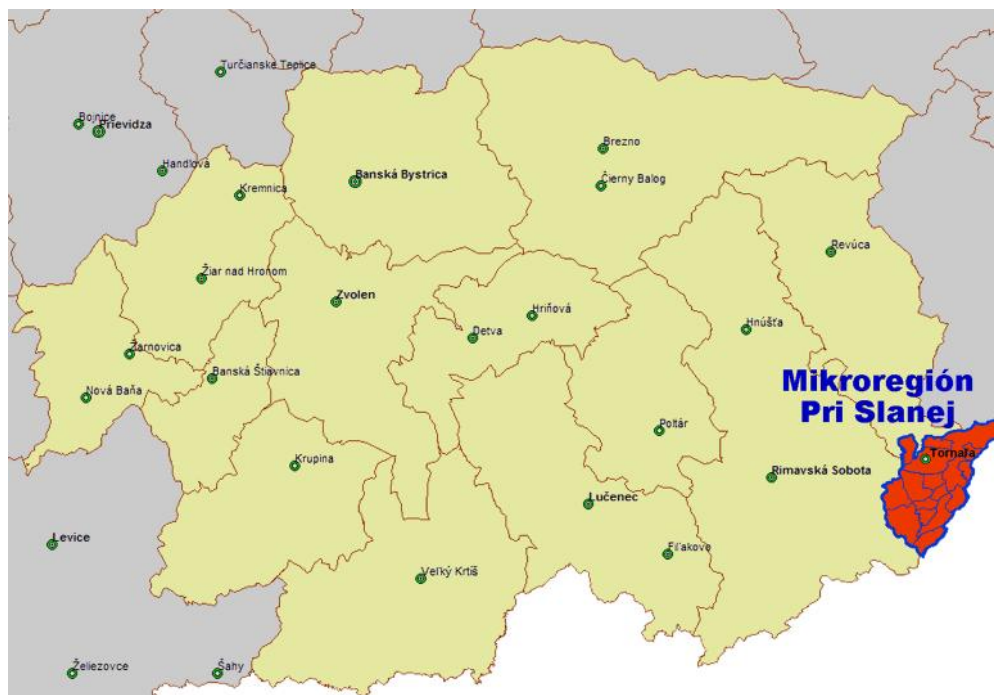 Turčianske Teplice
Bojnice
Prievidza
Handlová
Kremnica
Banská Bystrica
Brezno
Čierny Balog
Revúca
Žiar nad Hronom
Zvolen
Hriňová
Detva
Hnúšťa
Žarnovica
Banská Štiavnica
Nová Baňa
Mikroregión
Pri Slanej
Poltár
Krupina
Tornaľa
Rimavská Sobota
Lučenec
Levice
Fiľakovo
Veľký Krtíš
Želiezovce
Šahy